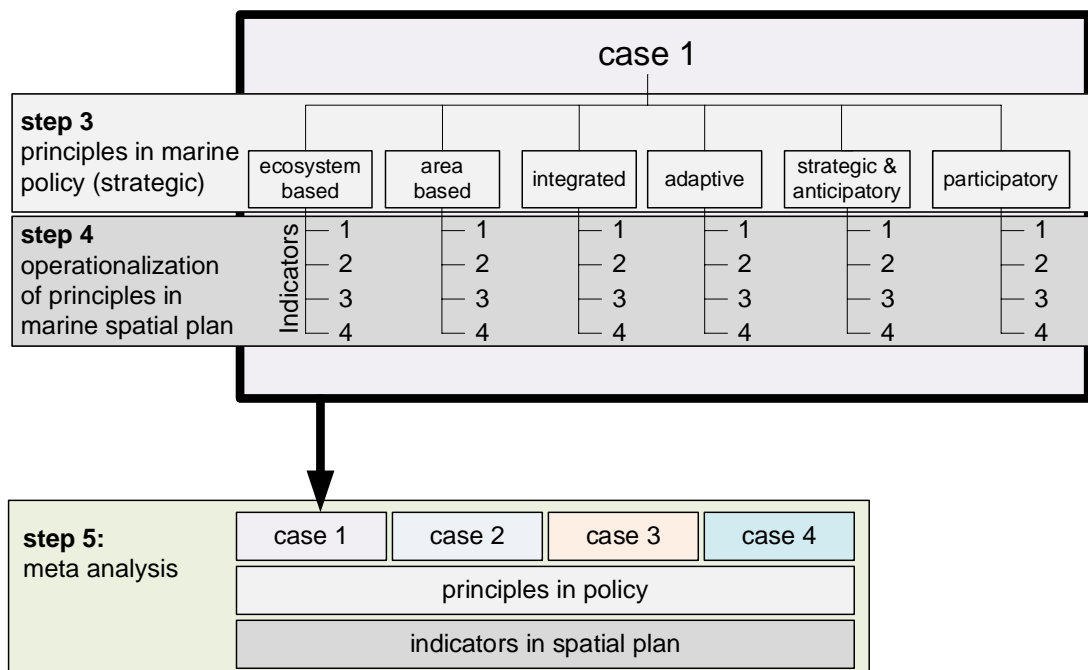 case 1
step 3
principles in marine
policy (strategic)
ecosystem
based
area
based
integrated
adaptive
strategic &
anticipatory
participatory
step 4
operationalization
of principles in
marine spatial plan
Indicators
1 1 1 1 1 1
2 2 2 2 2 2
3 3 3 3 3 3
4 4 4 4 4 4
step 5:
meta analysis
case 1 case 2 case 3 case 4
principles in policy
indicators in spatial plan